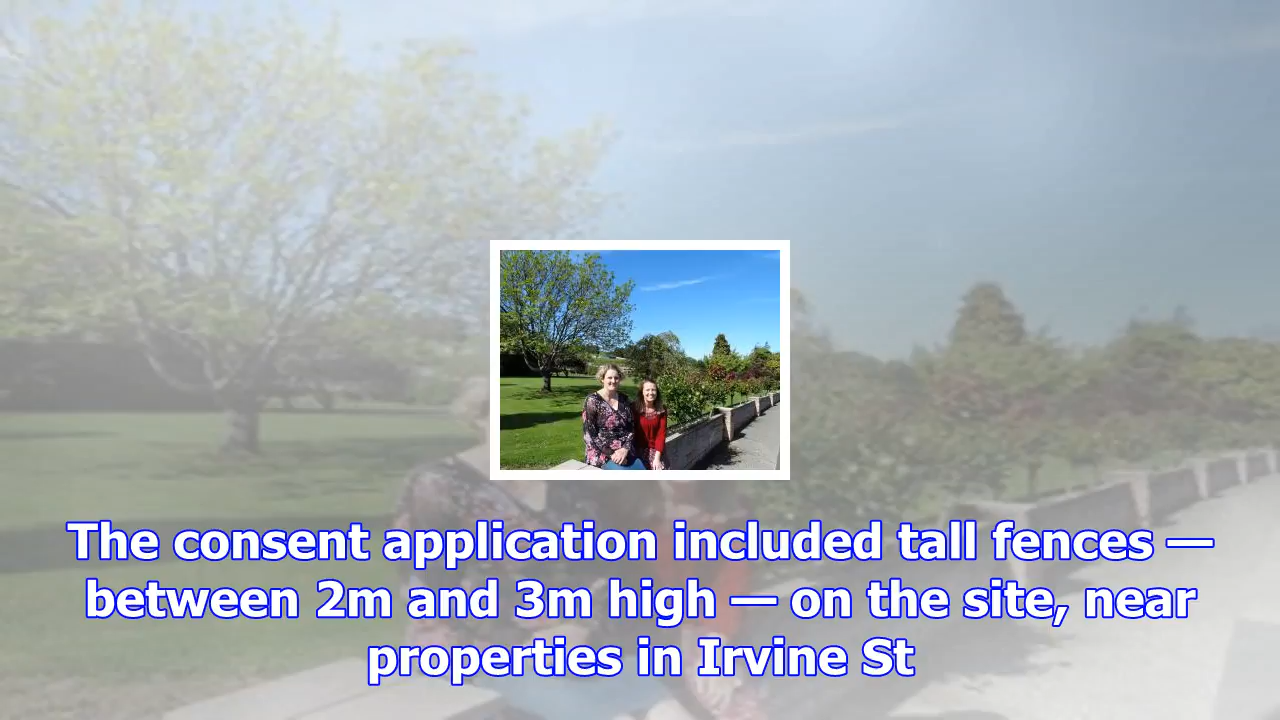 The consent application included tall fences —
between 2m and 3m high — on the site, near
properties in Irvine St